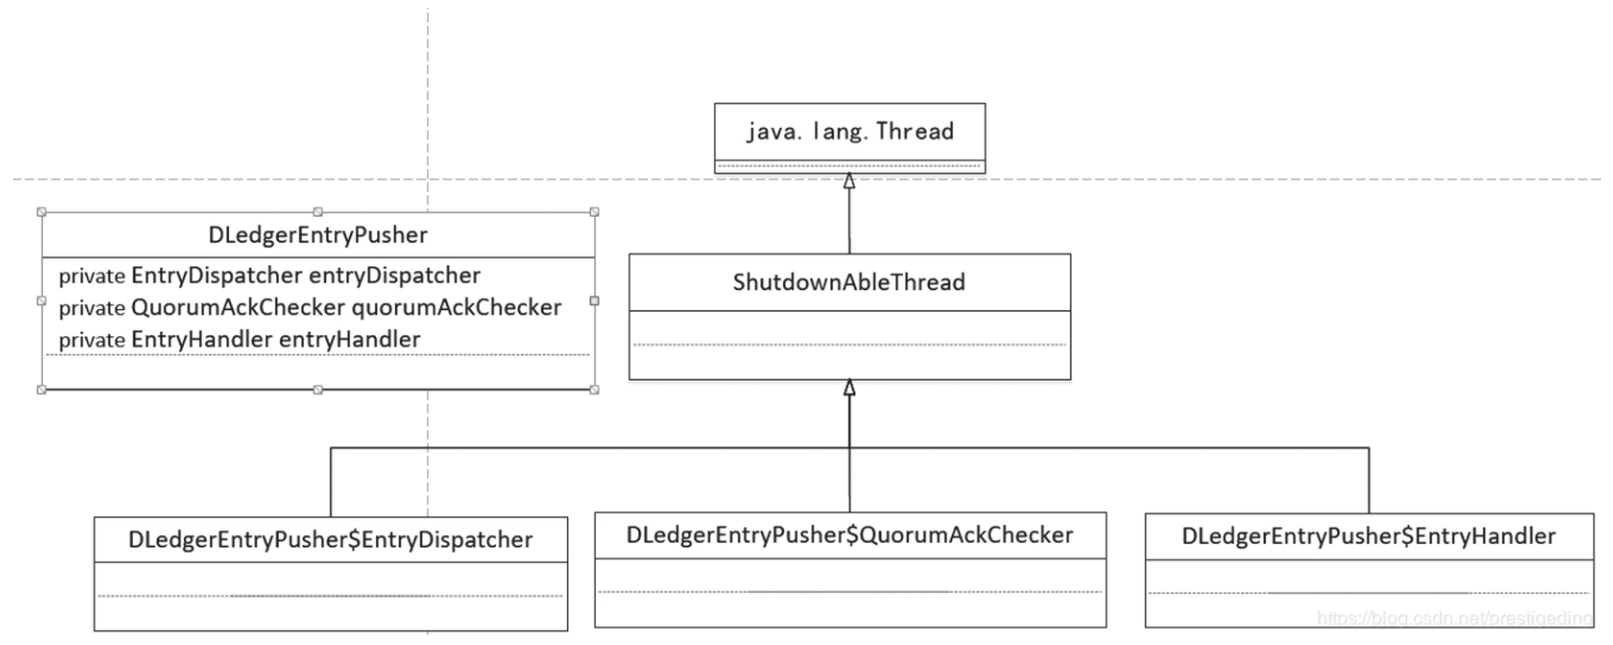 java.lang.Thread
DLedgerEntryPusher
private EntryDispatcher entryDispatcher
private QuorumAckChecker quorumAckChecker
private EntryHandler entryHandler
ShutdownAbleThread
DLedgerEntryPusher$EntryDispatcher
DLedgerEntryPusher$QuorumAckChecker
DLedgerEntryPusher$EntryHandler
https://blog.csdn.net/prestigeding